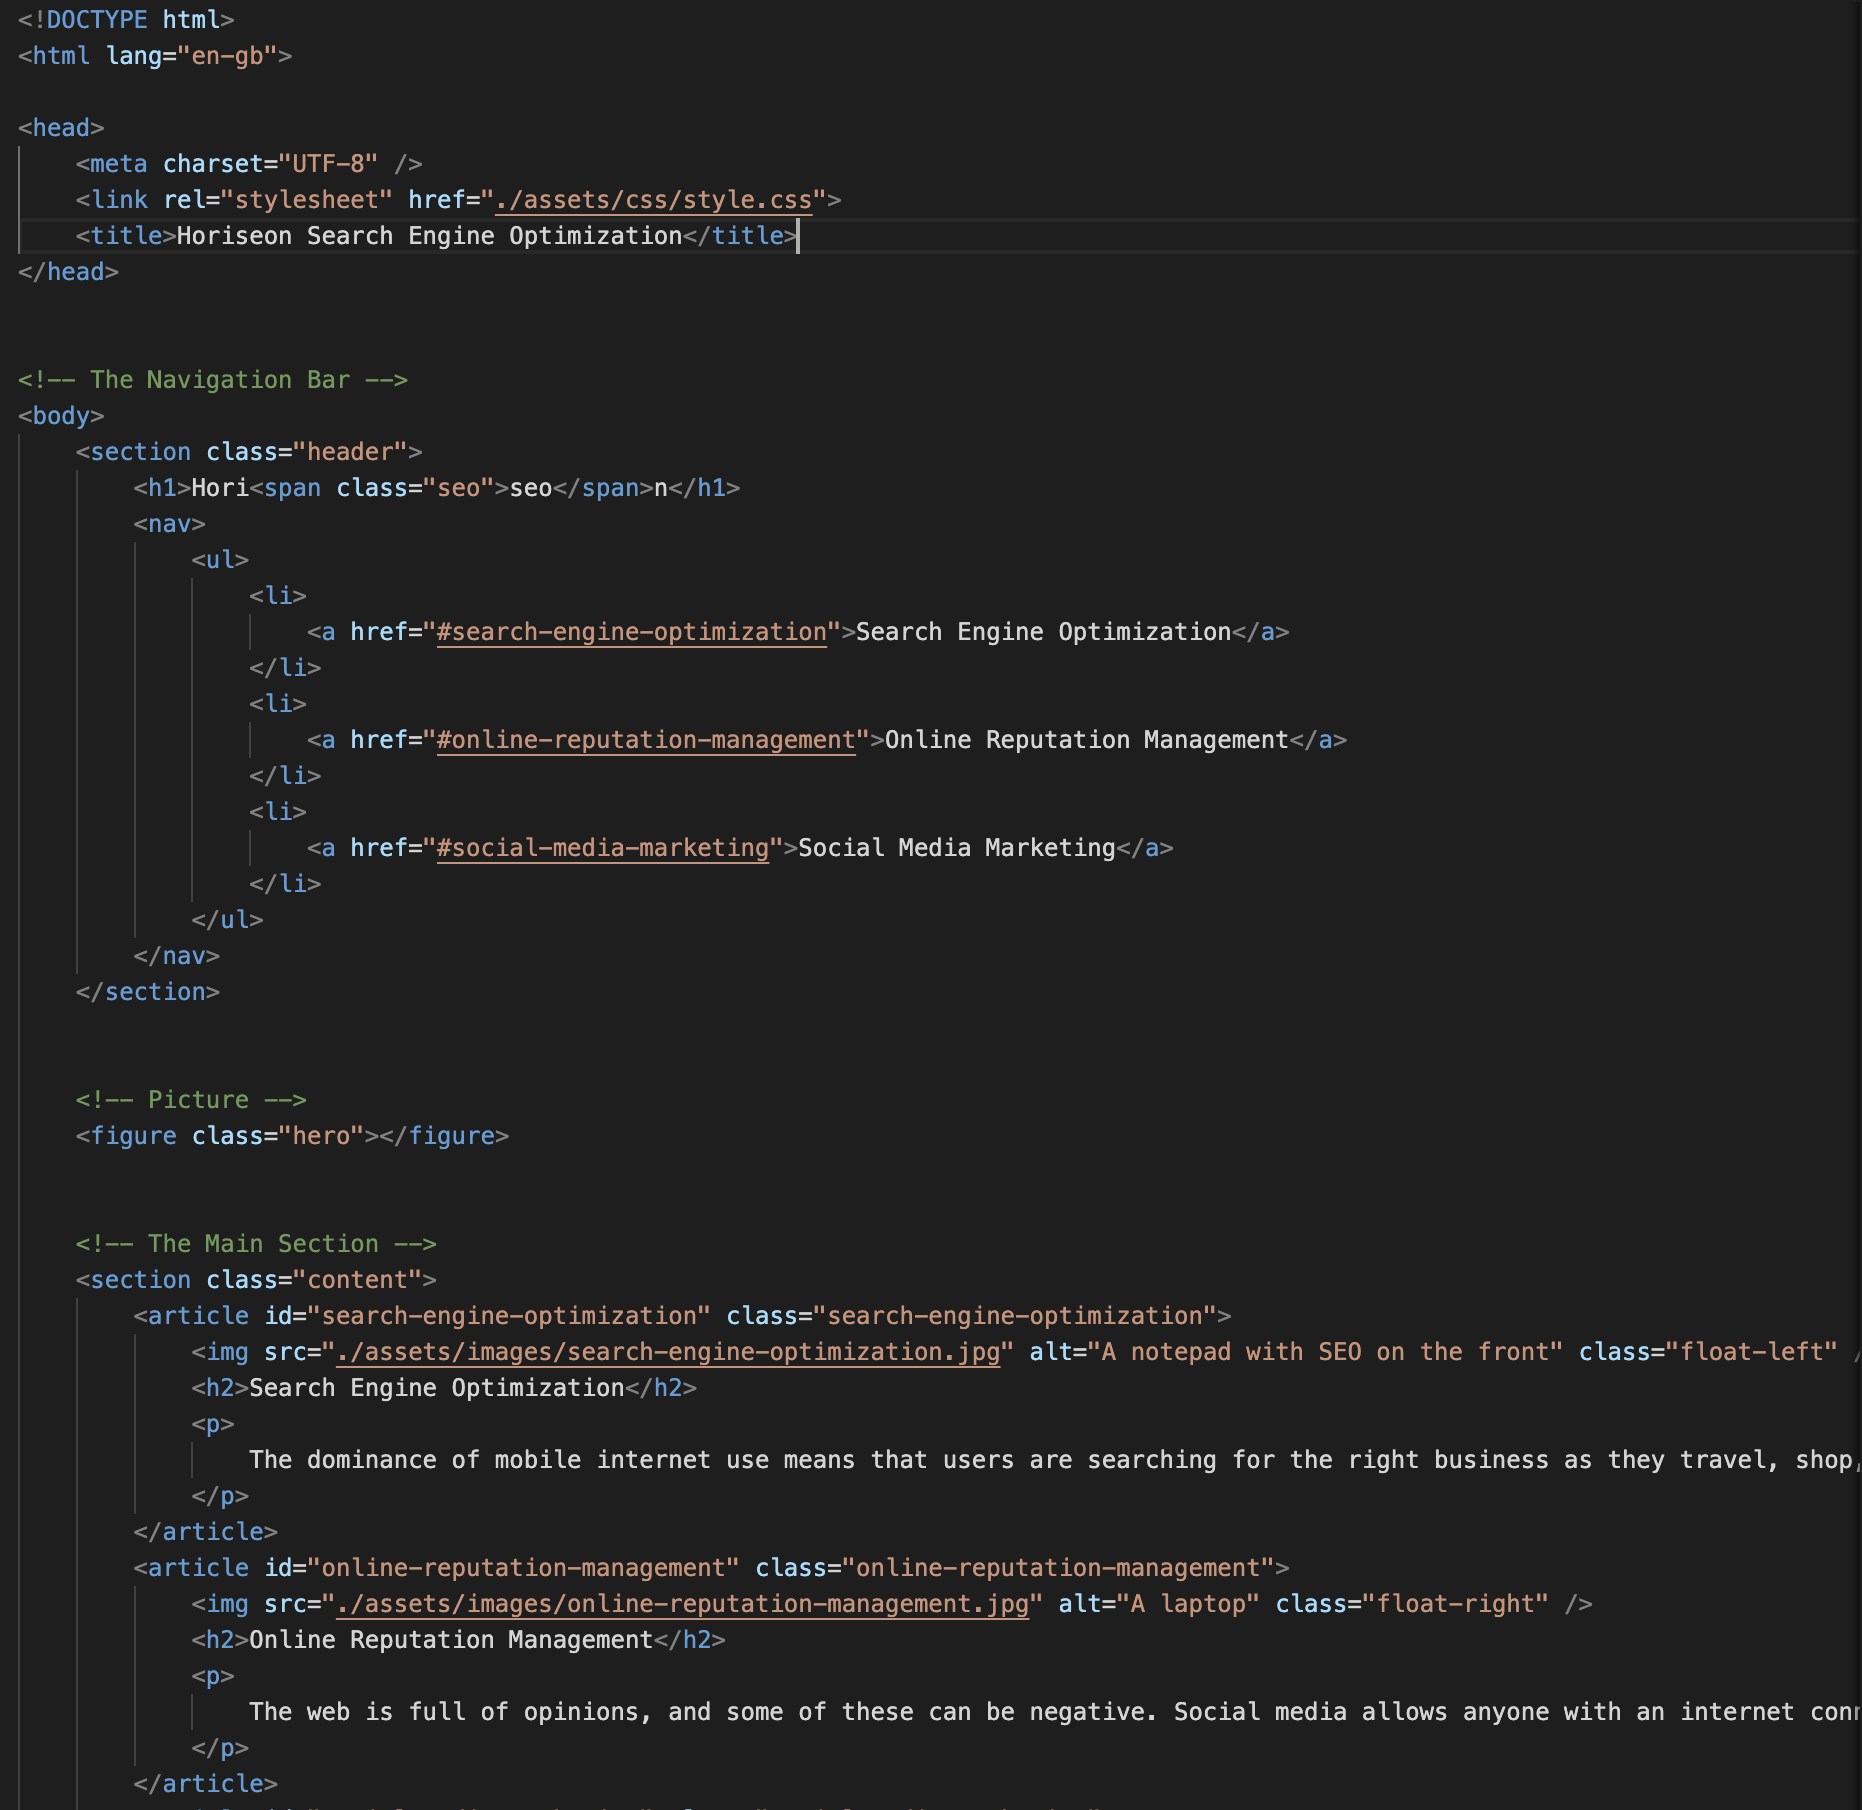 <!DOCTYPE html>
<html lang="en-gb">
<head>
<meta charset="UTF-8" />
<link rel="stylesheet" href="./assets/css/style.css">
<title>Horiseon Search Engine Optimization</title>
</head>
<!-- The Navigation Bar -->
<body>
<section class="header">
<h1>Hori<span class="seo">seo</span>n</h1>
<nav>
<ul>
<li>
<a href="#search-engine-optimization">Search Engine Optimization</a>
</li>
<li>
<a href="#online-reputation-management">Online Reputation Management</a>
</li>
<li>
<a href="#social-media-marketing">Social Media Marketing</a>
</li>
</ul>
</nav>
</section>
<!-- Picture -->
<figure class="hero"></figure>
<!-- The Main Section -->
<section class="content">
<article id="search-engine-optimization" class="search-engine-optimization">
<img src="./assets/images/search-engine-optimization.jpg" alt="A notepad with SEO on the front" class="float-left" /
<h2>Search Engine Optimization</h2>
<p>
The dominance of mobile internet use means that users are searching for the right business as they travel, shop,
</p>
</article>
<article id="online-reputation-management" class="online-reputation-management">
<img src="./assets/images/online-reputation-management.jpg" alt="A laptop" class="float-right" />
<h2>Online Reputation Management</h2>
<p>
The web is full of opinions, and some of these can be negative. Social media allows anyone with an internet
</p>
</article>